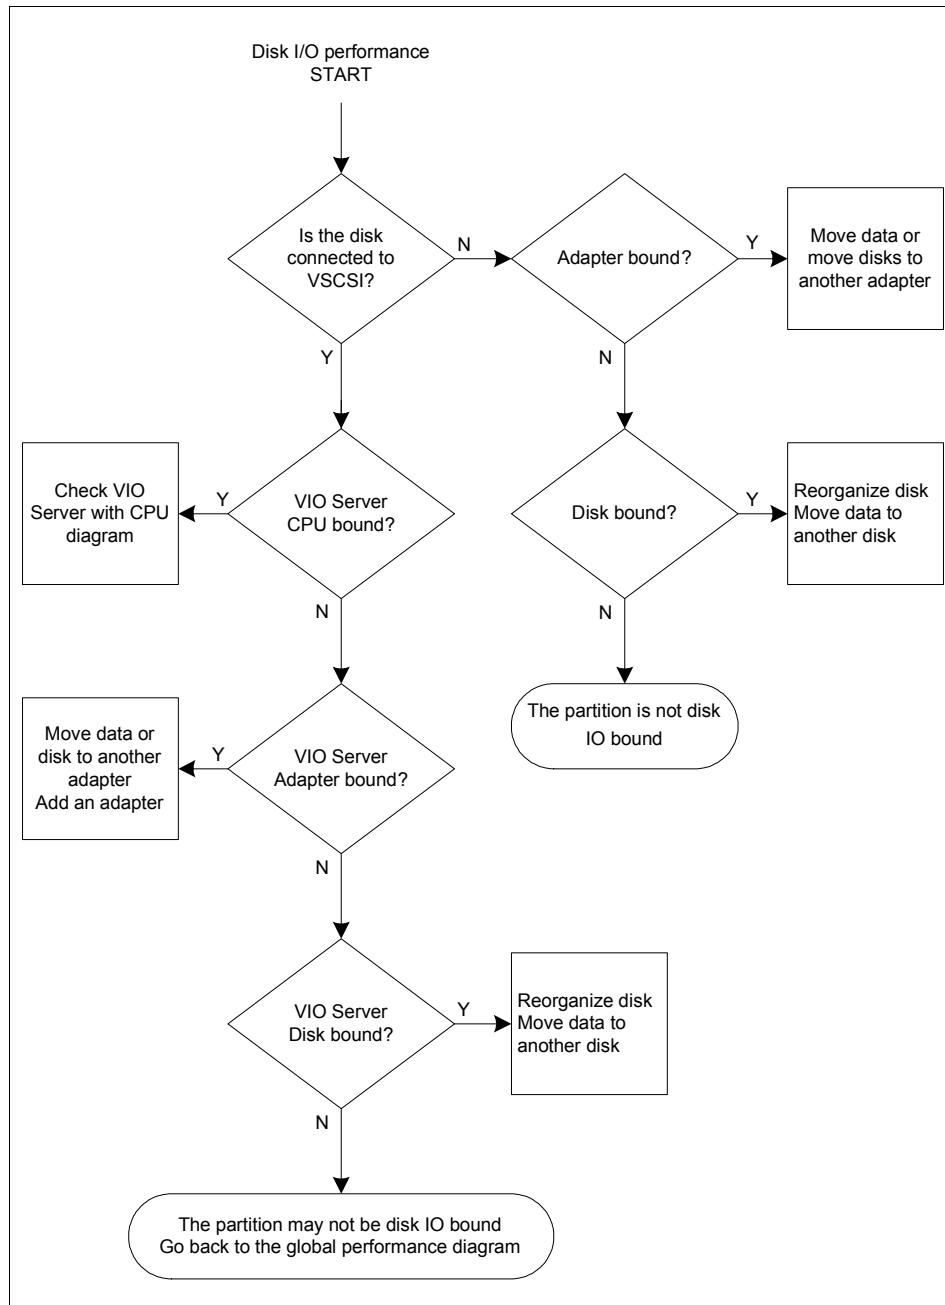 Disk I/O performance
START
Is the disk
connected to
VSCSI?
N
Adapter bound?
Y
Move data or
move disks to
another adapter
Y
N
Check VIO
Server with CPU
diagram
Y
VIO Server
CPU bound?
Disk bound?
Y
Reorganize disk
Move data to
another disk
N
N
The partition is not disk
IO bound
Move data or
disk to another
adapter
Add an adapter
Y
VIO Server
Adapter bound?
N
VIO Server
Disk bound?
Y
Reorganize disk
Move data to
another disk
N
The partition may not be disk IO bound
Go back to the global performance diagram